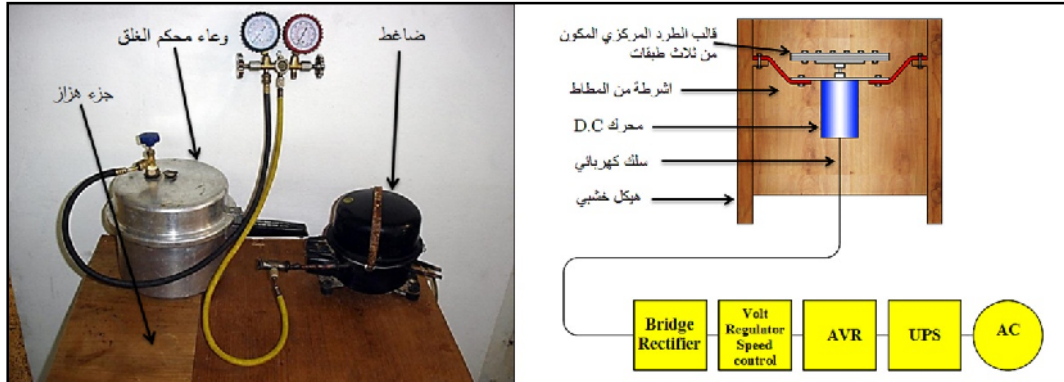 ضاغط
وعاء محكم الغلق
جزء هزاز
قالب الطرد المركزي المكون
من ثلاث طبقات
اشرطة من المطاط
محرك D.C
سلك كهربائي
هيكل خشبي
Bridge
Rectifier
Volt
Regulator
Speed
control
AVR
UPS
AC